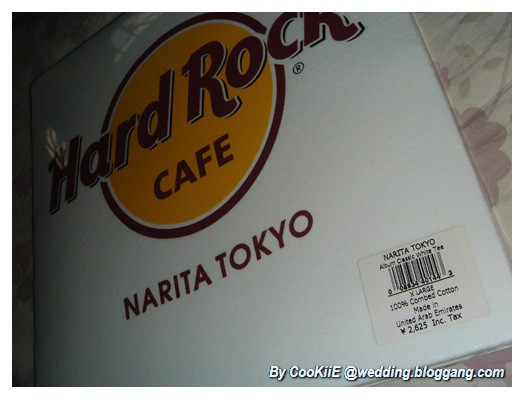 Hard Rock
®
CAFE
NARITA TOKYO
NARITA TOKYO
Album Classic White Tee
X LARGE
100% Combed Cotton
Made in
United Arab Emirates
¥ 2,625 Inc. Tax
By CooKiiE @wedding.bloggang.com